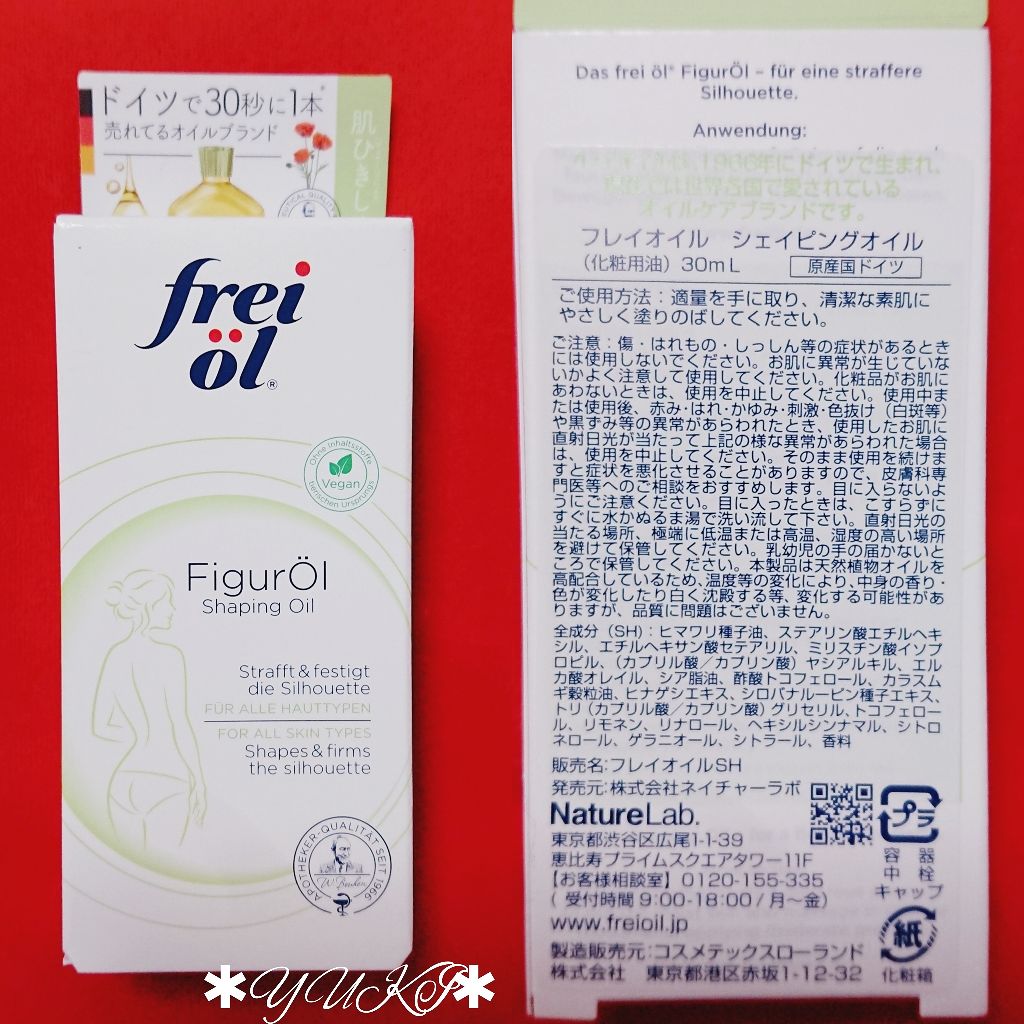 ドイツで30秒に1本*
売れてるオイルブランド
肌ひきし
frei
öl®
Ohne Inhaltsstoffe
Vegan
tierischen Ursprungs
FigurÖl
Shaping Oil
Strafft & festigt
die Silhouette
FÜR ALLE HAUTTYPEN
FOR ALL SKIN TYPES
Shapes & firms
the silhouette
APOTHEKER-QUALITÄT SEIT 1966
*YUKI*
Das frei öl® FigurÖl – für eine straffere
Silhouette.
Anwendung:
1966年にドイツで生まれ、
世界各国で愛されている
オイルケアブランドです。
フレイオイル シェイピングオイル
(化粧用油) 30mL 原産国ドイツ
ご使用方法：適量を手に取り、清潔な素肌に
やさしく塗りのばしてください。
ご注意：傷・はれもの・しっしん等の症状があるとき
には使用しないでください。お肌に異常が生じていな
いかよく注意して使用してください。化粧品がお肌に
あわないときは、使用を中止してください。使用中ま
たは使用後、赤み・はれ・かゆみ・刺激・色抜け（白斑等）
や黒ずみ等の異常があらわれたとき、使用したお肌に
直射日光が当たって上記の様な異常があらわれた場合
は、使用を中止してください。そのまま使用を続けま
すと症状を悪化させることがありますので、皮膚科専
門医等へのご相談をおすすめします。目に入らないよ
うにご注意ください。目に入ったときは、こすらずに
すぐに水かぬるま湯で洗い流して下さい。直射日光の
当たる場所、極端に低温または高温、湿度の高い場所
を避けて保管してください。乳幼児の手の届かないと
ころで保管してください。本製品は天然植物オイルを
高配合しているため、温度等の変化により、中身の香り・
色が変化したり白く沈殿する等、変化する可能性があ
りますが、品質に問題はございません。
全成分（SH）：ヒマワリ種子油、ステアリン酸エチルヘキ
シル、エチルヘキサン酸セテアリル、ミリスチン酸イソプ
ロピル、（カプリル酸／カプリン酸）ヤシアルキル、エル
カ酸オレイル、シア脂油、酢酸トコフェロール、カラスム
ギ穀粒油、ヒナゲシエキス、シロバナルーピン種子エキス、
トリ（カプリル酸／カプリン酸）グリセリル、トコフェロー
ル、リモネン、リナロール、ヘキシルシンナマル、シトロ
ネロール、ゲラニオール、シトラール、香料
販売名：フレイオイルSH
発売元：株式会社ネイチャーラボ
NatureLab.
東京都渋谷区広尾1-1-39
恵比寿プライムスクエアタワー11F
【お客様相談室】0120-155-335
( 受付時間 9:00-18:00 / 月〜金)
www.freioil.jp
製造販売元：コスメテックスローランド
株式会社 東京都港区赤坂1-12-32
プラ
容器
中栓
キャップ
紙
化粧箱